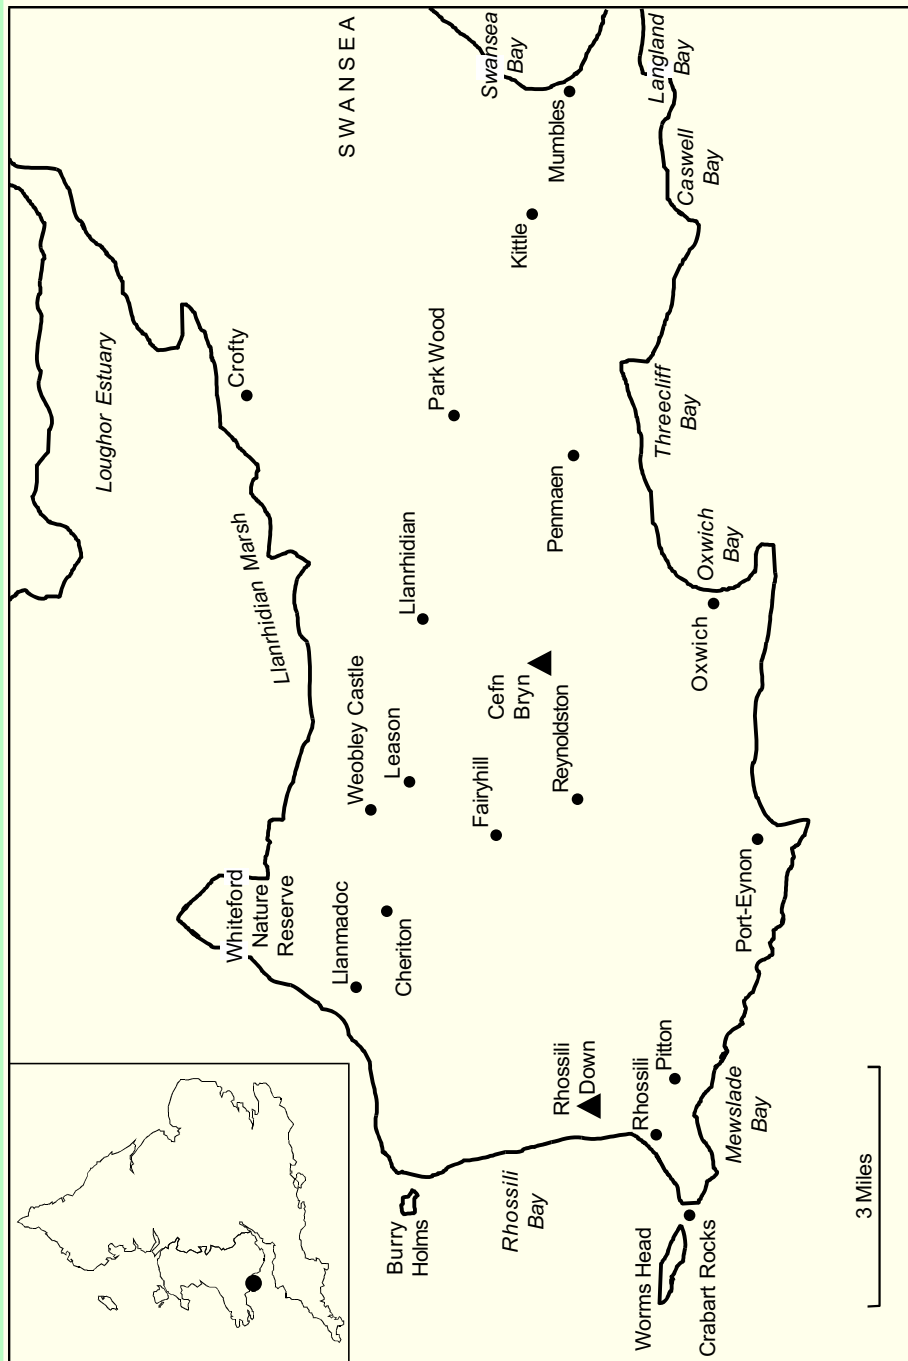 SWANSEA
Swansea
Bay
Langland
Bay
Mumbles
Caswell
Bay
Kittle
Loughor Estuary
Crofty
Park Wood
Threecliff
Bay
Penmaen
Llanrhidian Marsh
Llanrhidian
Oxwich
Bay
Oxwich
Cefn
Bryn
Weobley Castle
Leason
Reynoldston
Fairyhill
Whiteford
Nature
Reserve
Llanmadoc
Cheriton
Port-Eynon
Rhossili
Down
Rhossili
Pitton
Mewslade
Bay
Burry
Holms
Rhossili
Bay
Worms Head
Crabart Rocks
3 Miles